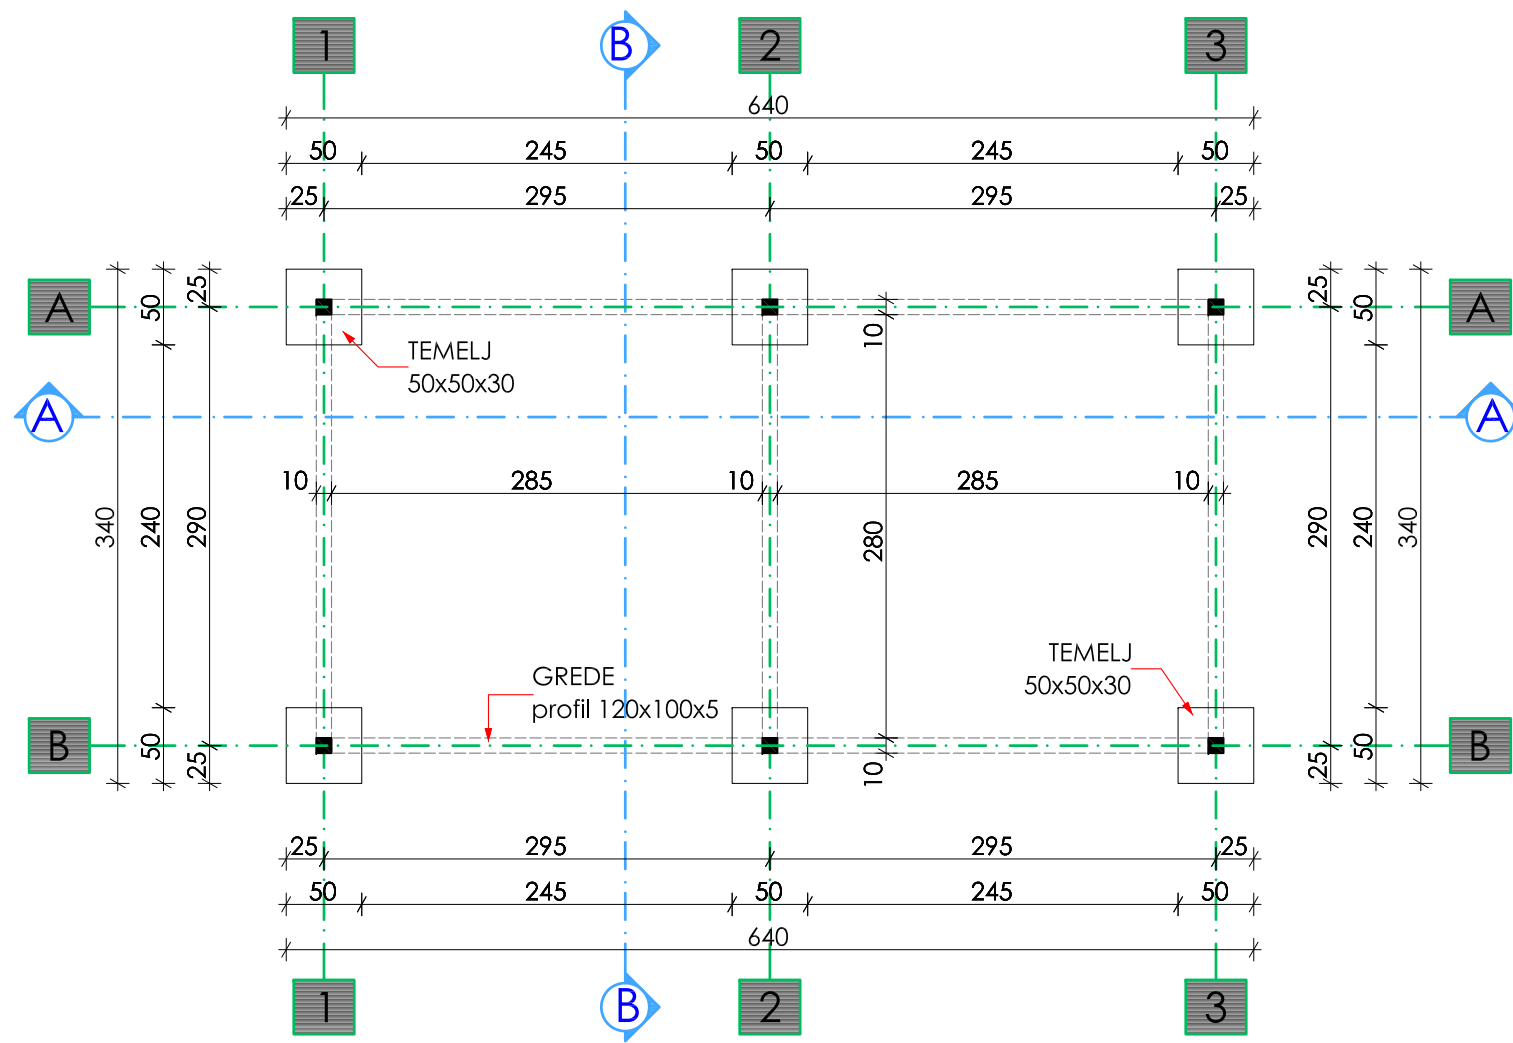 1 B 2 3
640
50 245 50 245 50
25 295 295 25
25 50 25 50
A A
10
TEMELJ
50x50x30
A A
10 285 10 285 10
340 240 290 280 290 240 340
TEMELJ
50x50x30
GREDE
profil 120x100x5
B B
50 25 10 25 50
25 295 295 25
50 245 50 245 50
640
1 B 2 3